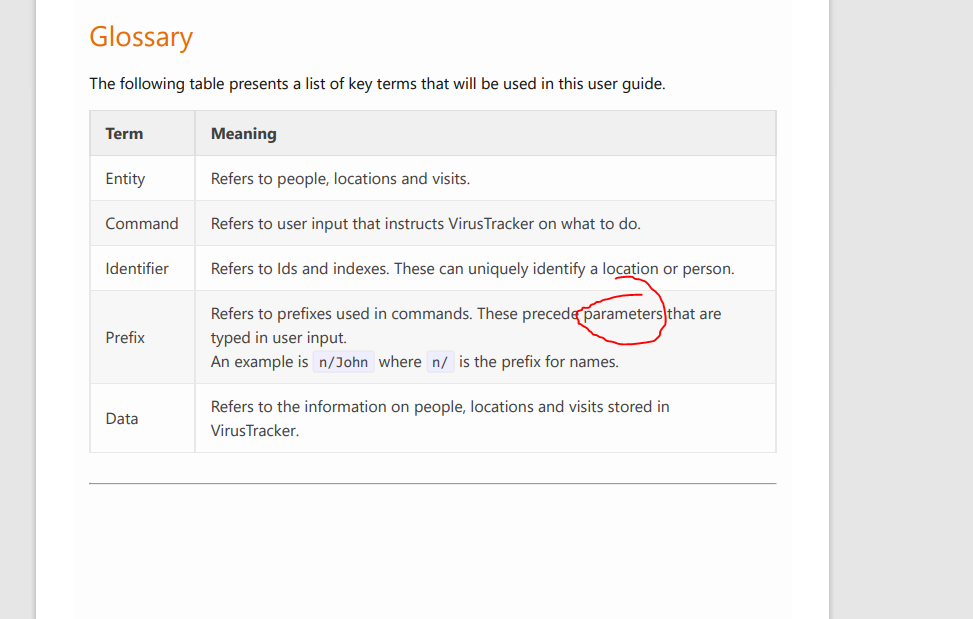 Glossary
The following table presents a list of key terms that will be used in this user guide.
Term Meaning
Entity Refers to people, locations and visits.
Command Refers to user input that instructs VirusTracker on what to do.
Identifier Refers to Ids and indexes. These can uniquely identify a location or person.
Prefix Refers to prefixes used in commands. These precede parameters that are
typed in user input.
An example is n/John where n/ is the prefix for names.
Data Refers to the information on people, locations and visits stored in
VirusTracker.